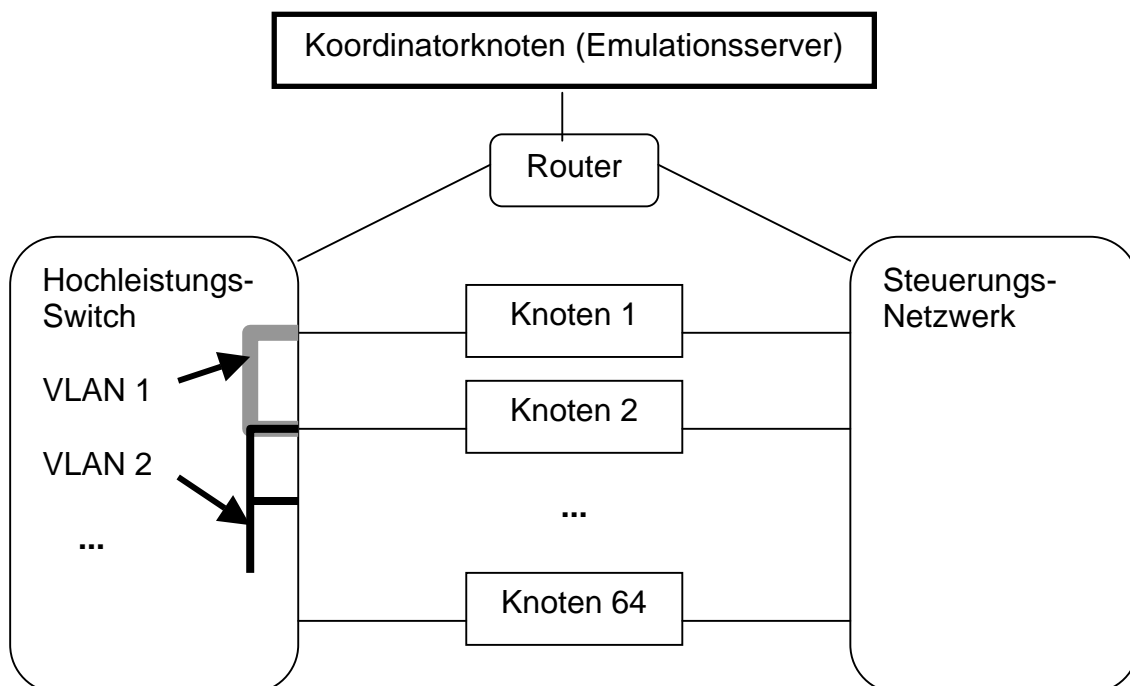 Koordinatorknoten (Emulationsserver)
Router
Hochleistungs-
Switch
VLAN 1
VLAN 2
...
Knoten 1
Knoten 2
...
Knoten 64
Steuerungs-
Netzwerk